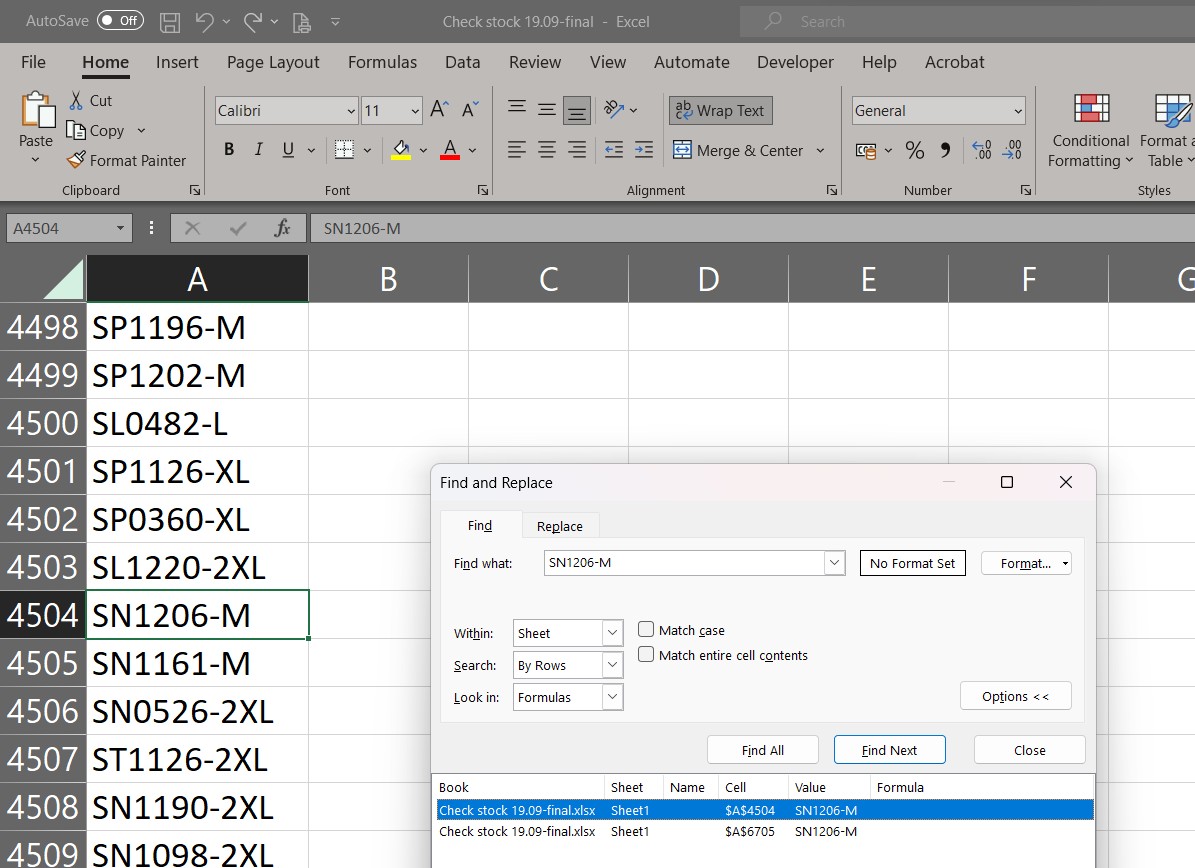 AutoSave Off Check stock 19.09-final - Excel Search
File Home Insert Page Layout Formulas Data Review View Automate Developer Help Acrobat
Paste
Cut
Copy
Format Painter
Clipboard
Calibri 11
B I U A
Font
ab Wrap Text
Merge & Center
Alignment
General
% 
Number
Conditional Formatting
Format a
Table
Styles
A4504 fx SN1206-M
A B C D E F G
4498 SP1196-M
4499 SP1202-M
4500 SL0482-L
4501 SP1126-XL
4502 SP0360-XL
4503 SL1220-2XL
4504 SN1206-M
4505 SN1161-M
4506 SN0526-2XL
4507 ST1126-2XL
4508 SN1190-2XL
4509 SN1098-2XL
Find and Replace
Find Replace
Find what: SN1206-M No Format Set Format...
Within: Sheet Match case
Search: By Rows Match entire cell contents
Look in: Formulas Options <<
Find All Find Next Close
Book Sheet Name Cell Value Formula
Check stock 19.09-final.xlsx Sheet1 $A$4504 SN1206-M
Check stock 19.09-final.xlsx Sheet1 $A$6705 SN1206-M